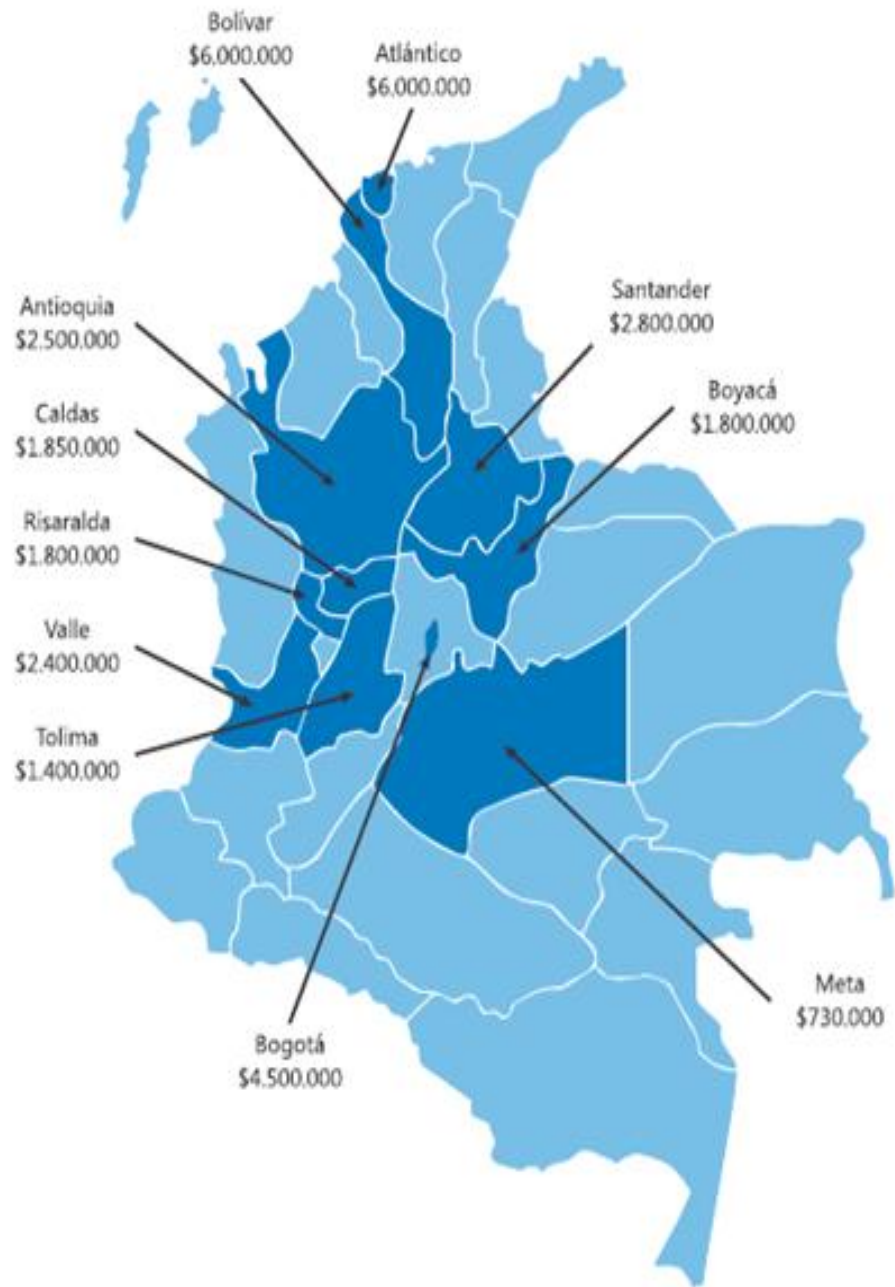 Bolívar
$6.000.000
Atlántico
$6.000.000
Antioquia
$2.500.000
Santander
$2.800.000
Caldas
$1.850.000
Boyacá
$1.800.000
Risaralda
$1.800.000
Valle
$2.400.000
Tolima
$1.400.000
Meta
$730.000
Bogotá
$4.500.000